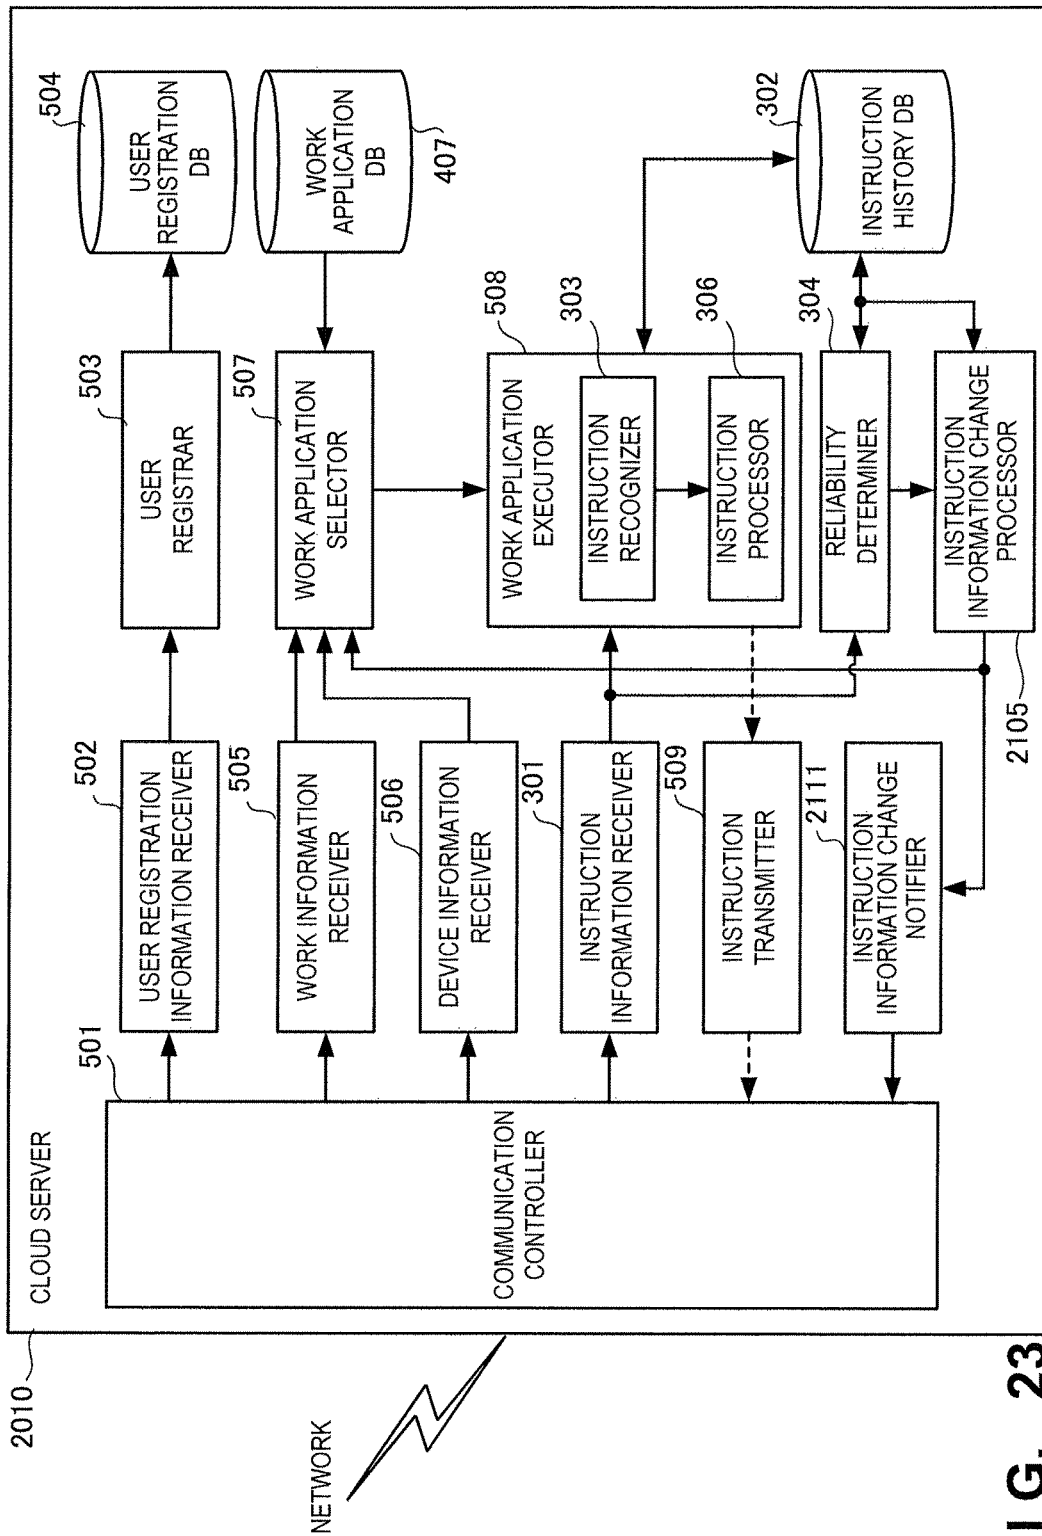 2010
CLOUD SERVER
NETWORK
501
COMMUNICATION
CONTROLLER
502
USER REGISTRATION
INFORMATION RECEIVER
503
USER
REGISTRAR
504
USER
REGISTRATION
DB
505
WORK INFORMATION
RECEIVER
507
WORK APPLICATION
SELECTOR
WORK
APPLICATION
DB
407
506
DEVICE INFORMATION
RECEIVER
301
INSTRUCTION
INFORMATION RECEIVER
508
WORK APPLICATION
EXECUTOR
303
INSTRUCTION
RECOGNIZER
306
INSTRUCTION
PROCESSOR
302
INSTRUCTION
HISTORY DB
509
INSTRUCTION
TRANSMITTER
304
RELIABILITY
DETERMINER
2111
INSTRUCTION
INFORMATION CHANGE
NOTIFIER
INSTRUCTION
INFORMATION CHANGE
PROCESSOR
2105
I G. 23